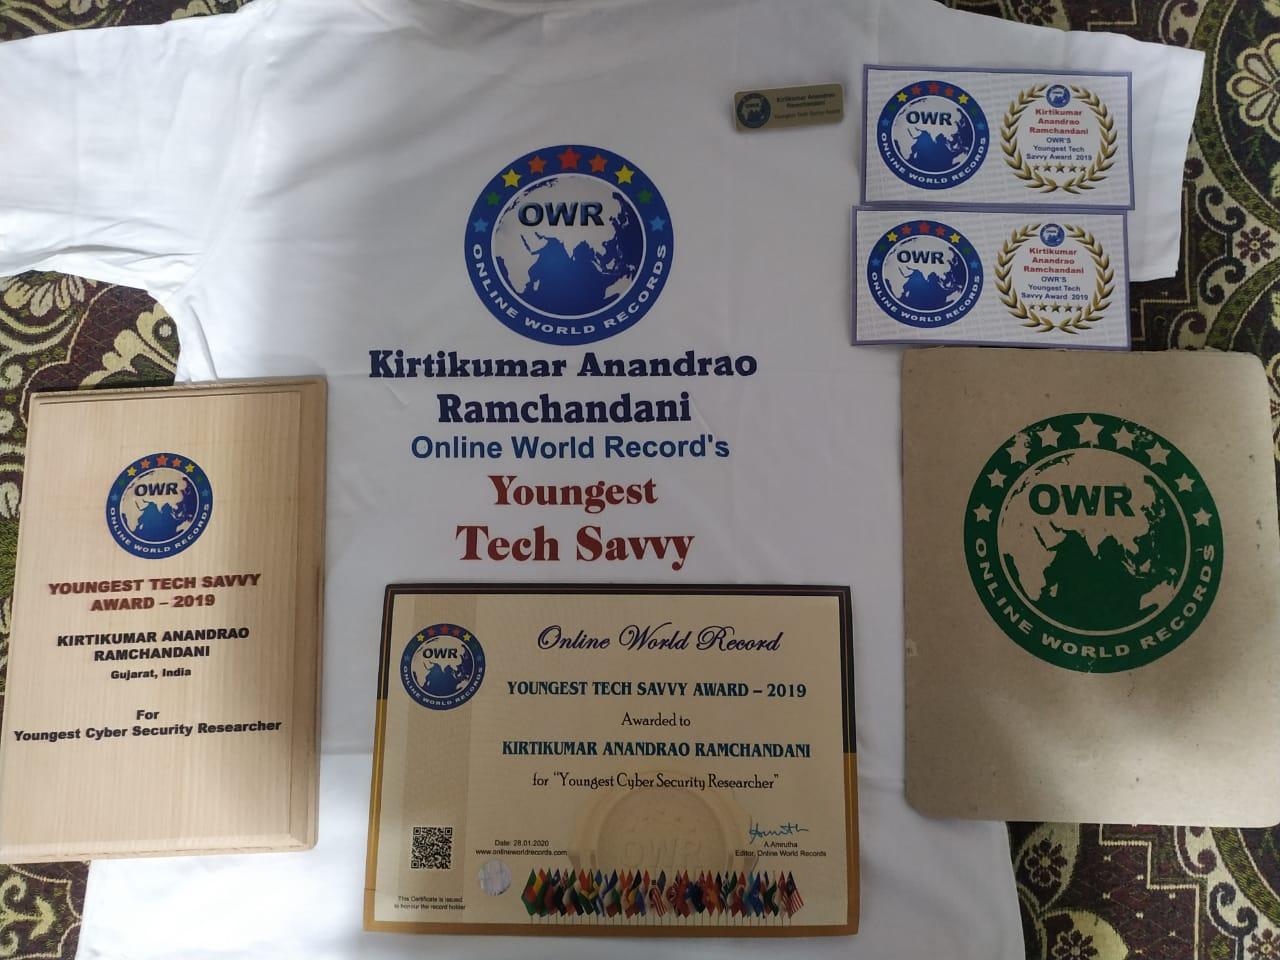 OWR
ONLINE WORLD RECORDS
Kirtikumar Anandrao
Ramchandani
Online World Record's
Youngest
Tech Savvy
Kirtikumar Anandrao
Ramchandani
Youngest Tech Savvy Award
OWR
ONLINE WORLD RECORDS
Kirtikumar
Anandrao
Ramchandani
OWR'S
Youngest Tech
Savvy Award 2019
OWR
ONLINE WORLD RECORDS
Kirtikumar
Anandrao
Ramchandani
OWR'S
Youngest Tech
Savvy Award 2019
OWR
ONLINE WORLD RECORDS
YOUNGEST TECH SAVVY
AWARD – 2019
KIRTIKUMAR ANANDRAO
RAMCHANDANI
Gujarat, India
For
Youngest Cyber Security Researcher
OWR
ONLINE WORLD RECORDS
Online World Record
YOUNGEST TECH SAVVY AWARD – 2019
Awarded to
KIRTIKUMAR ANANDRAO RAMCHANDANI
for "Youngest Cyber Security Researcher"
OWR
Date: 28.01.2020
www.onlineworldrecords.com
A.Amrutha
Editor, Online World Records
This Certificate is issued
to honour the record holder
OWR
ONLINE WORLD RECORDS